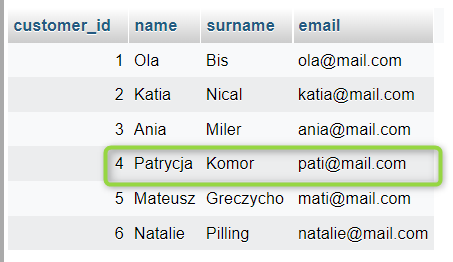 customer_id name surname email
1 Ola Bis ola@mail.com
2 Katia Nical katia@mail.com
3 Ania Miler ania@mail.com
4 Patrycja Komor pati@mail.com
5 Mateusz Greczycho mati@mail.com
6 Natalie Pilling natalie@mail.com